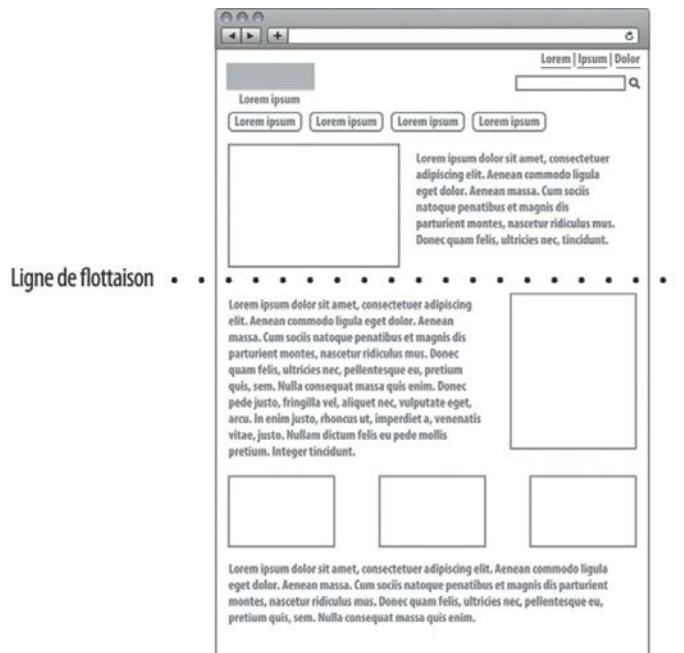 Lorem | Ipsum | Dolor
Lorem ipsum
Lorem ipsum Lorem ipsum Lorem ipsum Lorem ipsum
Lorem ipsum dolor sit amet, consectetuer
adipiscing elit. Aenean commodo ligula
eget dolor. Aenean massa. Cum sociis
natoque penatibus et magnis dis
parturient montes, nascetur ridiculus mus.
Donec quam felis, ultricies nec, tincidunt.
Ligne de flottaison
Lorem ipsum dolor sit amet, consectetuer adipiscing
elit. Aenean commodo ligula eget dolor. Aenean
massa. Cum sociis natoque penatibus et magnis dis
parturient montes, nascetur ridiculus mus. Donec
quam felis, ultricies nec, pellentesque eu, pretium
quis, sem. Nulla consequat massa quis enim. Donec
pede justo, fringilla vel, aliquet nec, vulputate eget,
arcu. In enim justo, rhoncus ut, imperdiet a, venenatis
vitae, justo. Nullam dictum felis eu pede mollis
pretium. Integer tincidunt.
Lorem ipsum dolor sit amet, consectetuer adipiscing elit. Aenean commodo ligula
eget dolor. Aenean massa. Cum sociis natoque penatibus et magnis dis parturient
montes, nascetur ridiculus mus. Donec quam felis, ultricies nec, pellentesque eu,
pretium quis, sem. Nulla consequat massa quis enim.